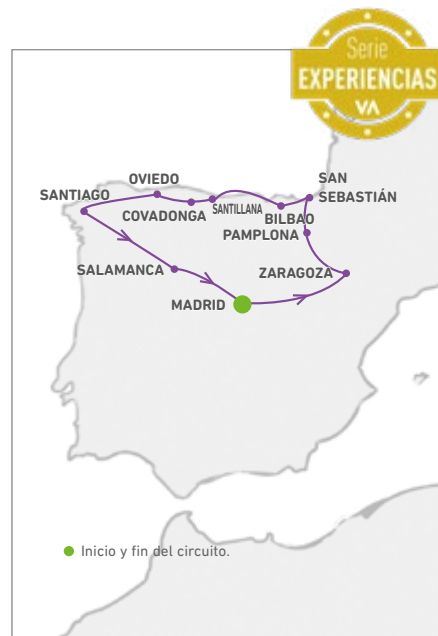 Serie
EXPERIENCIAS
VA
OVIEDO
SAN
SEBASTIÁN
SANTIAGO
COVADONGA
SANTILLANA
BILBAO
PAMPLONA
SALAMANCA
ZARAGOZA
MADRID
Inicio y fin del circuito.